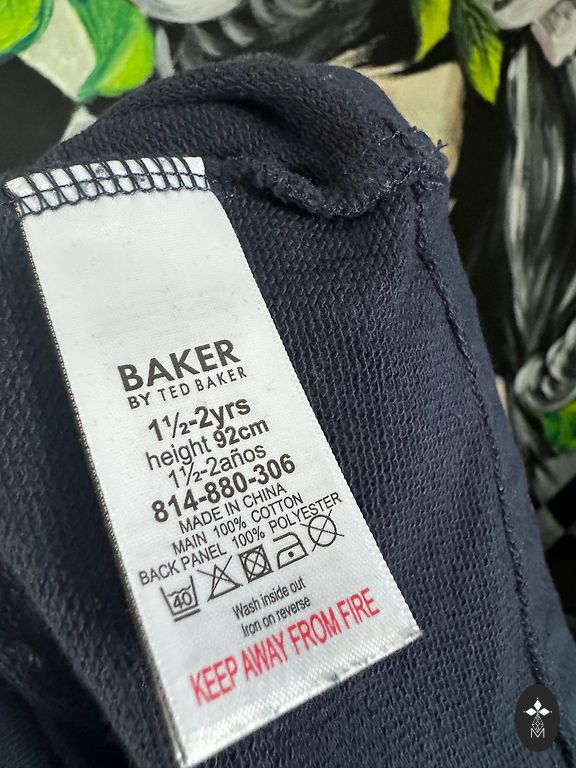 BAKER
BY TED BAKER
1½-2yrs
height 92cm
1½-2años
814-880-306
MADE IN CHINA
MAIN 100% COTTON
BACK PANEL 100% POLYESTER
40
Wash inside out
Iron on reverse
KEEP AWAY FROM FIRE
M